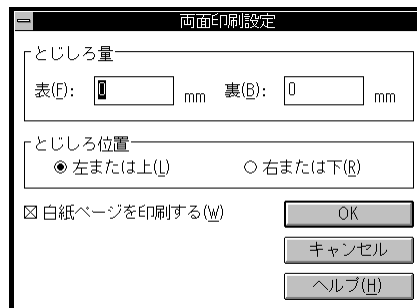 両面印刷設定
とじしろ量
表(F): 0 mm 裏(B): 0 mm
とじしろ位置
左または上(L) 右または下(R)
白紙ページを印刷する(W)
OK
キャンセル
ヘルプ(H)